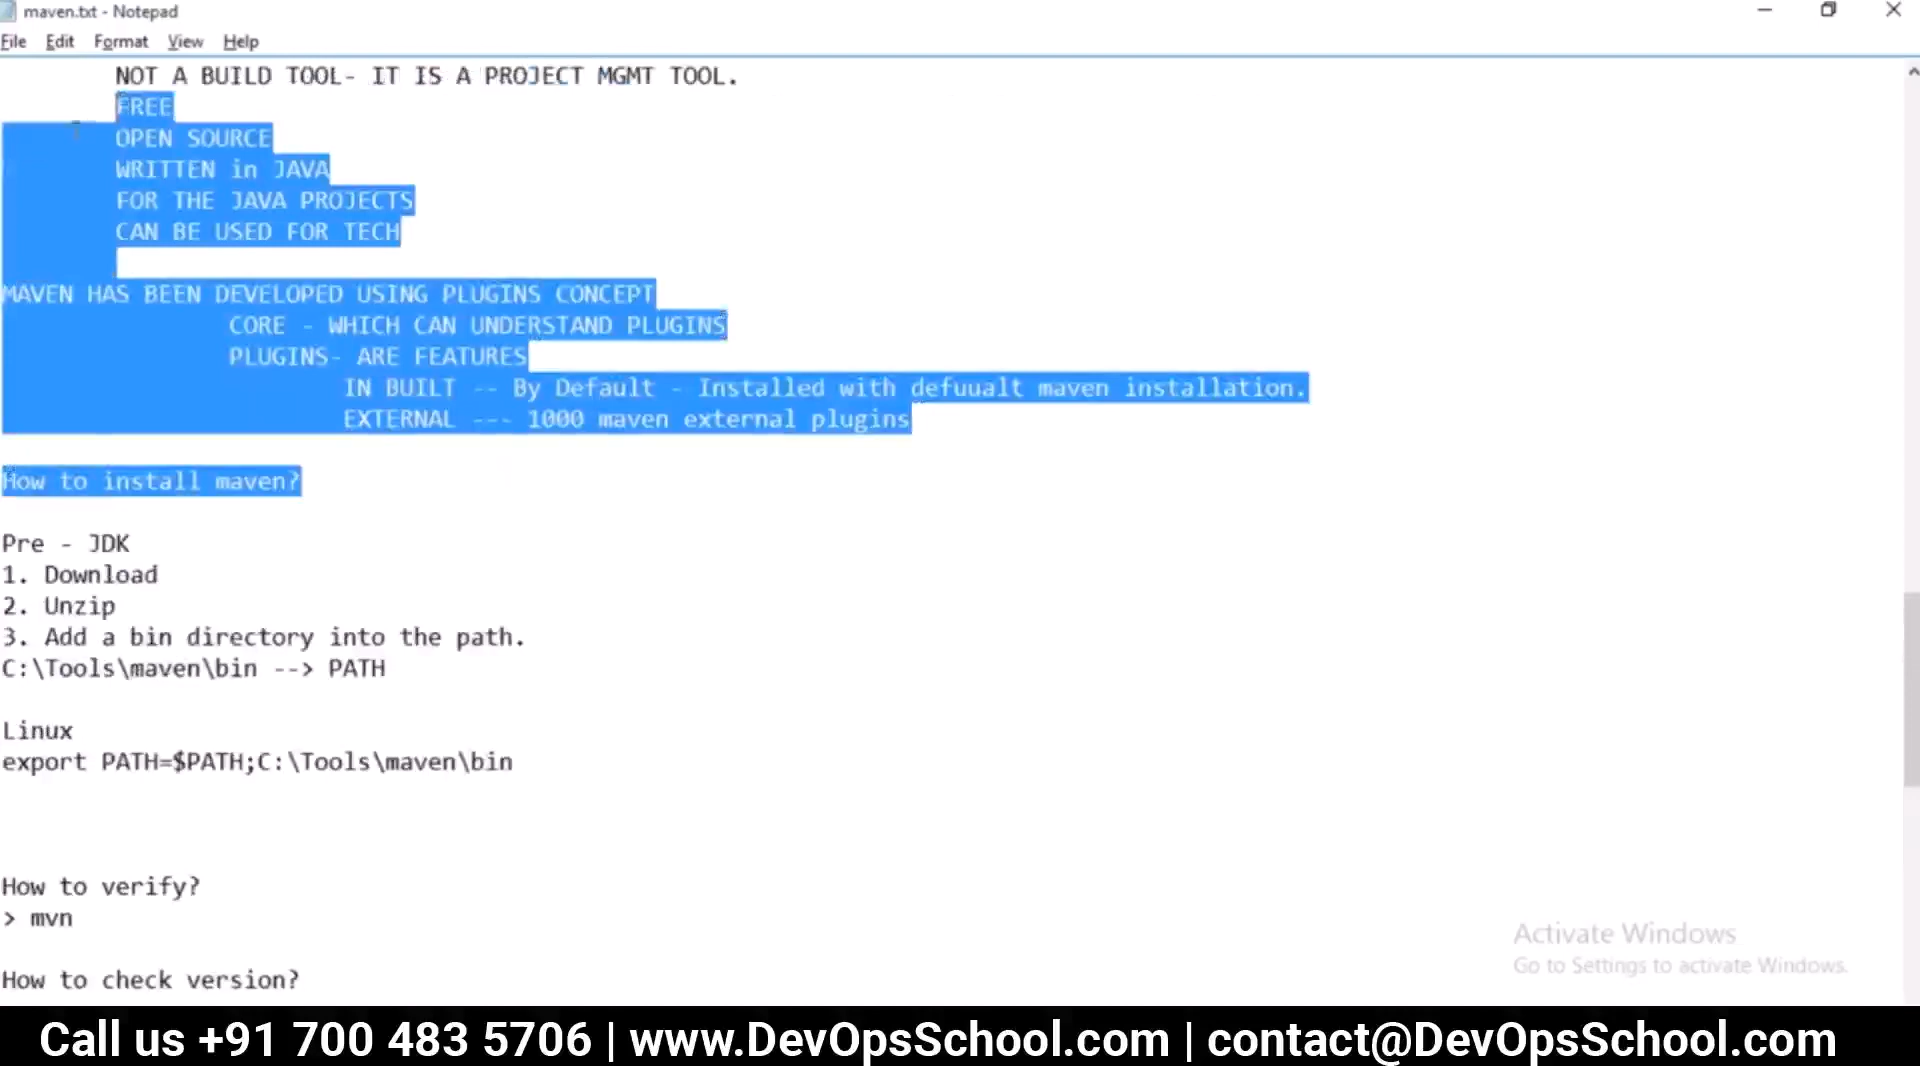 maven.txt - Notepad
File Edit Format View Help
NOT A BUILD TOOL- IT IS A PROJECT MGMT TOOL.
FREE
OPEN SOURCE
WRITTEN in JAVA
FOR THE JAVA PROJECTS
CAN BE USED FOR TECH
MAVEN HAS BEEN DEVELOPED USING PLUGINS CONCEPT
CORE - WHICH CAN UNDERSTAND PLUGINS
PLUGINS- ARE FEATURES
IN BUILT -- By Default - Installed with defuualt maven installation.
EXTERNAL --- 1000 maven external plugins
How to install maven?
Pre - JDK
1. Download
2. Unzip
3. Add a bin directory into the path.
C:\Tools\maven\bin --> PATH
Linux
export PATH=$PATH;C:\Tools\maven\bin
How to verify?
> mvn
How to check version?
Activate Windows
Go to Settings to activate Windows.
Call us +91 700 483 5706 | www.DevOpsSchool.com | contact@DevOpsSchool.com